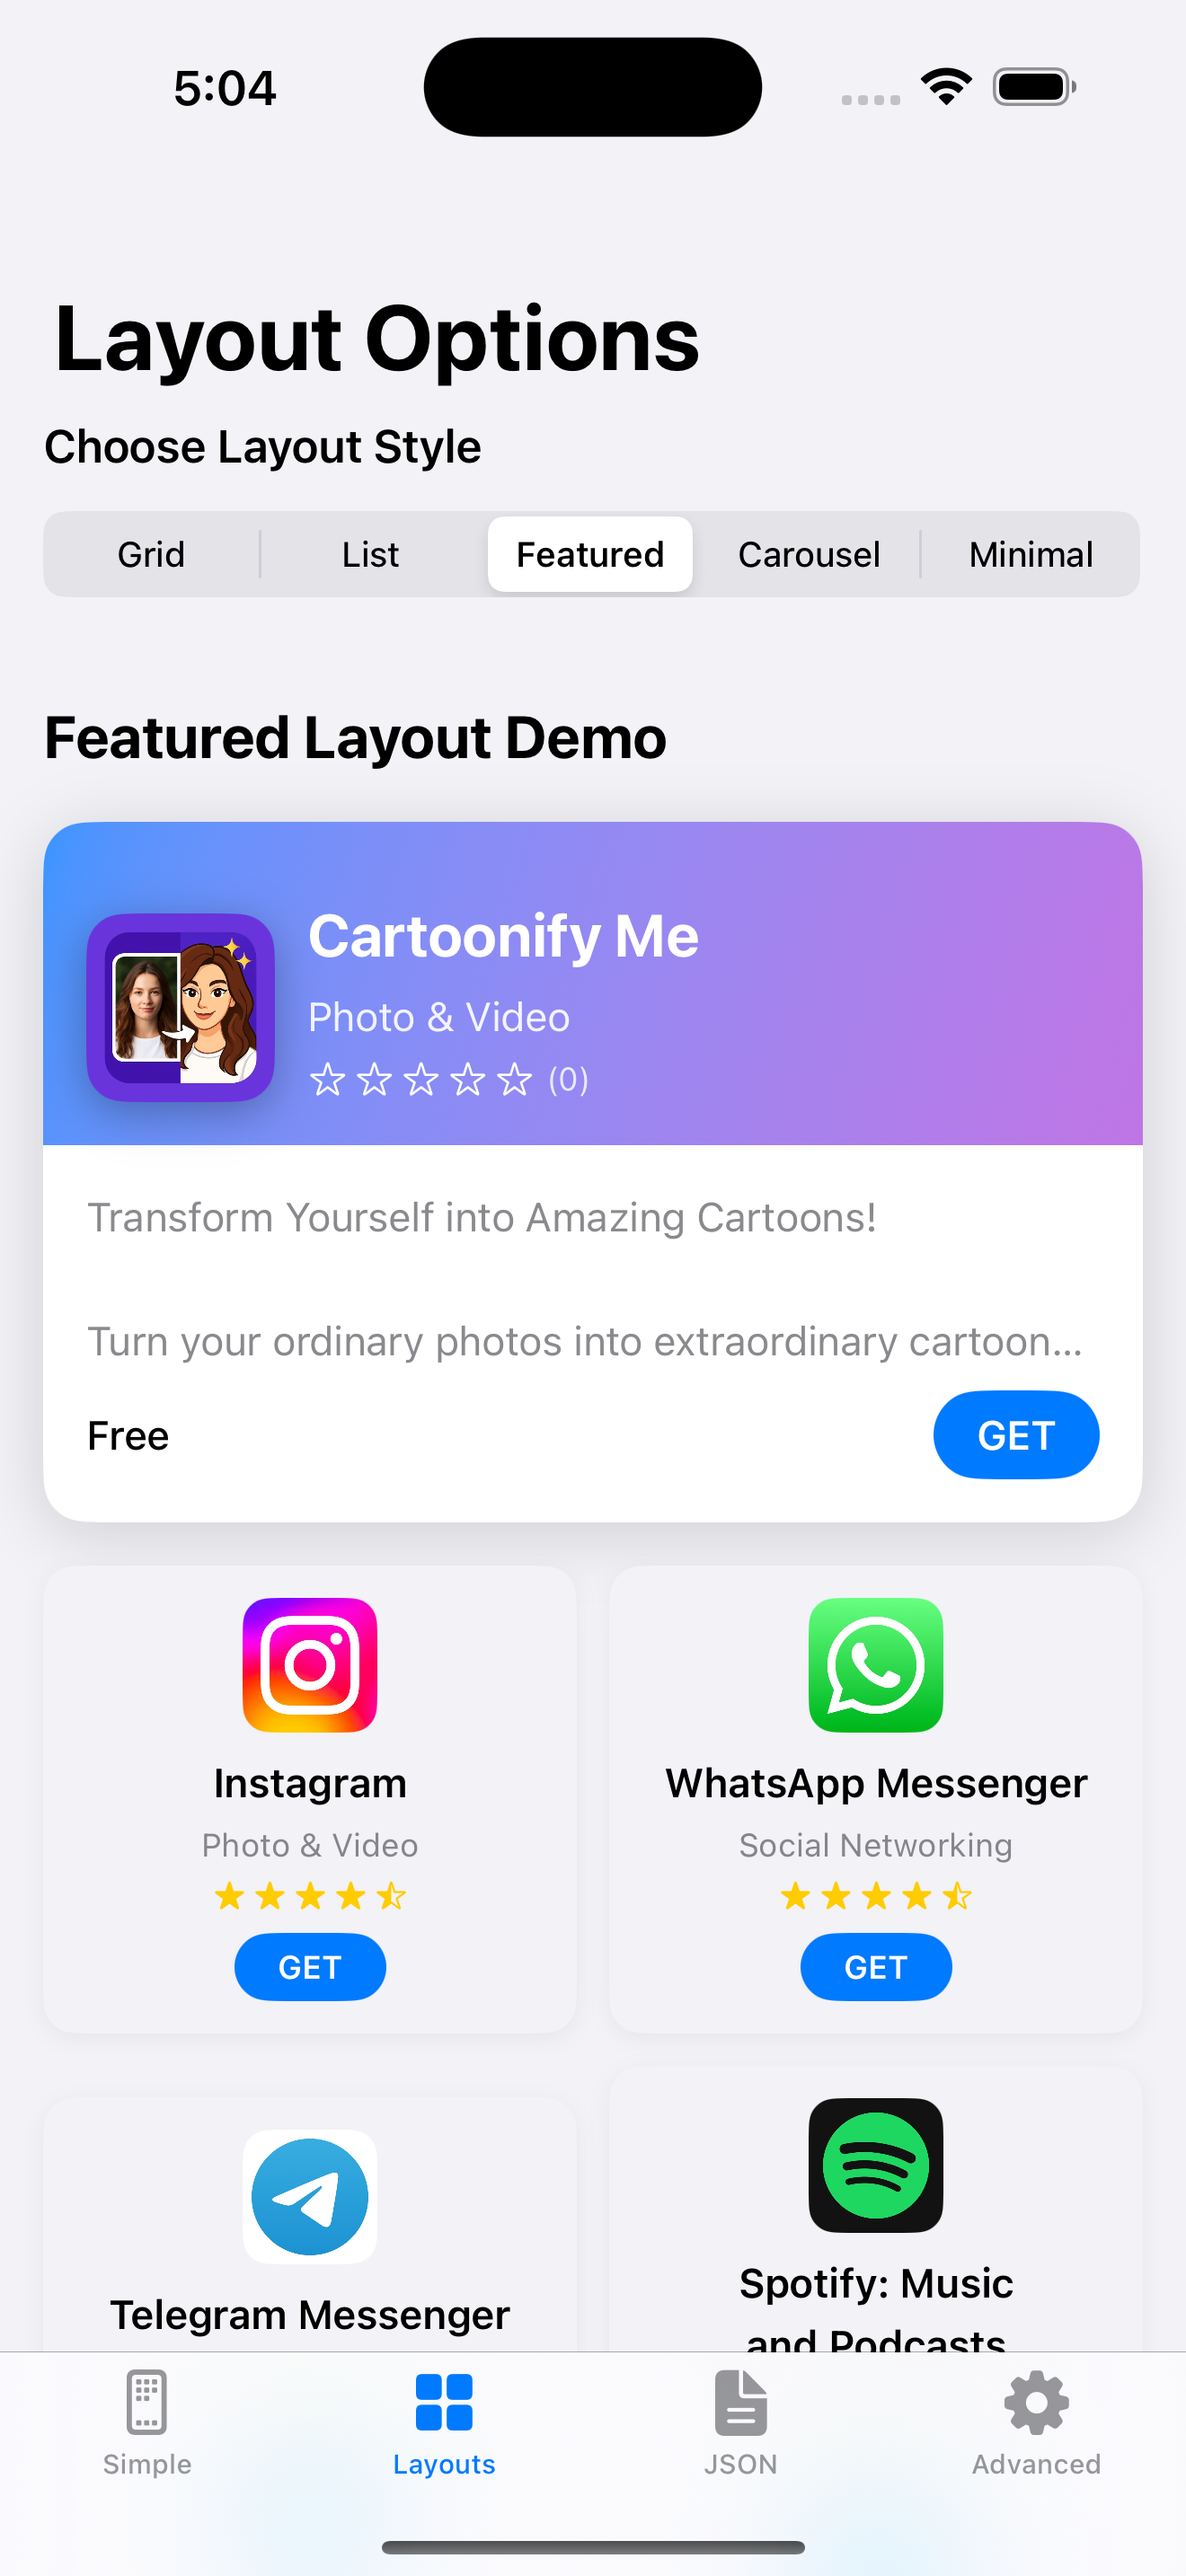 5:04
Layout Options
Choose Layout Style
Grid
List
Featured
Carousel
Minimal
Featured Layout Demo
Cartoonify Me
Photo & Video
(0)
Transform Yourself into Amazing Cartoons!
Turn your ordinary photos into extraordinary cartoon...
Free
GET
Instagram
Photo & Video
GET
WhatsApp Messenger
Social Networking
GET
Telegram Messenger
Spotify: Music
and Podcasts
Simple
Layouts
JSON
Advanced